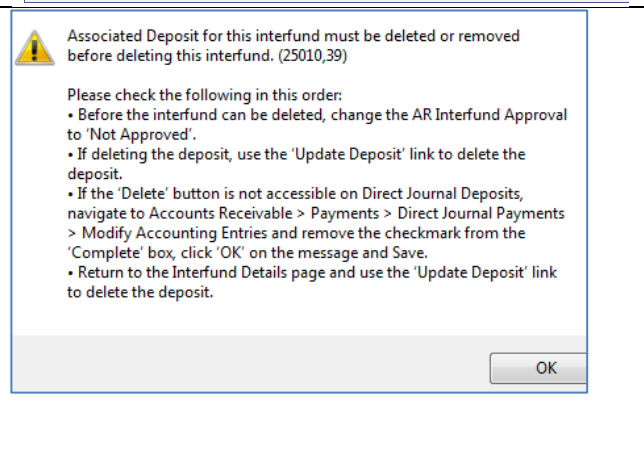 Associated Deposit for this interfund must be deleted or removed
before deleting this interfund. (25010,39)
Please check the following in this order:
• Before the interfund can be deleted, change the AR Interfund Approval
to ‘Not Approved’.
• If deleting the deposit, use the ‘Update Deposit’ link to delete the
deposit.
• If the ‘Delete’ button is not accessible on Direct Journal Deposits,
navigate to Accounts Receivable > Payments > Direct Journal Payments
> Modify Accounting Entries and remove the checkmark from the
‘Complete’ box, click ‘OK’ on the message and Save.
• Return to the Interfund Details page and use the ‘Update Deposit’ link
to delete the deposit.
OK